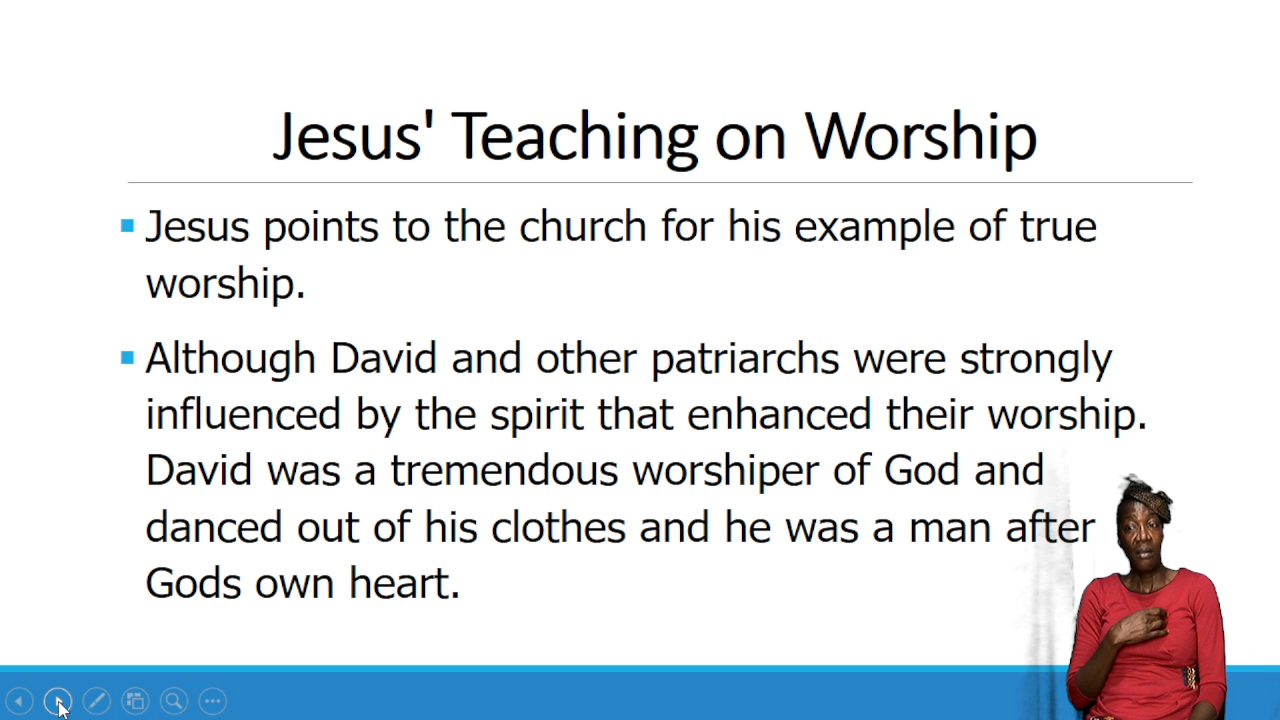 Jesus' Teaching on Worship
Jesus points to the church for his example of true
worship.
Although David and other patriarchs were strongly
influenced by the spirit that enhanced their worship.
David was a tremendous worshiper of God and
danced out of his clothes and he was a man after
Gods own heart.